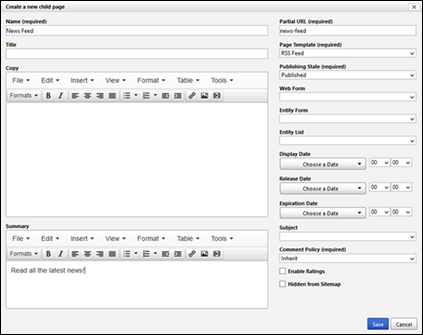 Create a new child page
Name (required)
News Feed
Title
Copy
File Edit Insert View Format Table Tools
Formats B I
Summary
File Edit Insert View Format Table Tools
Formats B I
Read all the latest news!
Partial URL (required)
news-feed
Page Template (required)
RSS Feed
Publishing State (required)
Published
Web Form
Entity Form
Entity List
Display Date
Choose a Date 00 00
Release Date
Choose a Date 00 00
Expiration Date
Choose a Date 00 00
Subject
Comment Policy (required)
Inherit
Enable Ratings
Hidden from Sitemap
Save Cancel